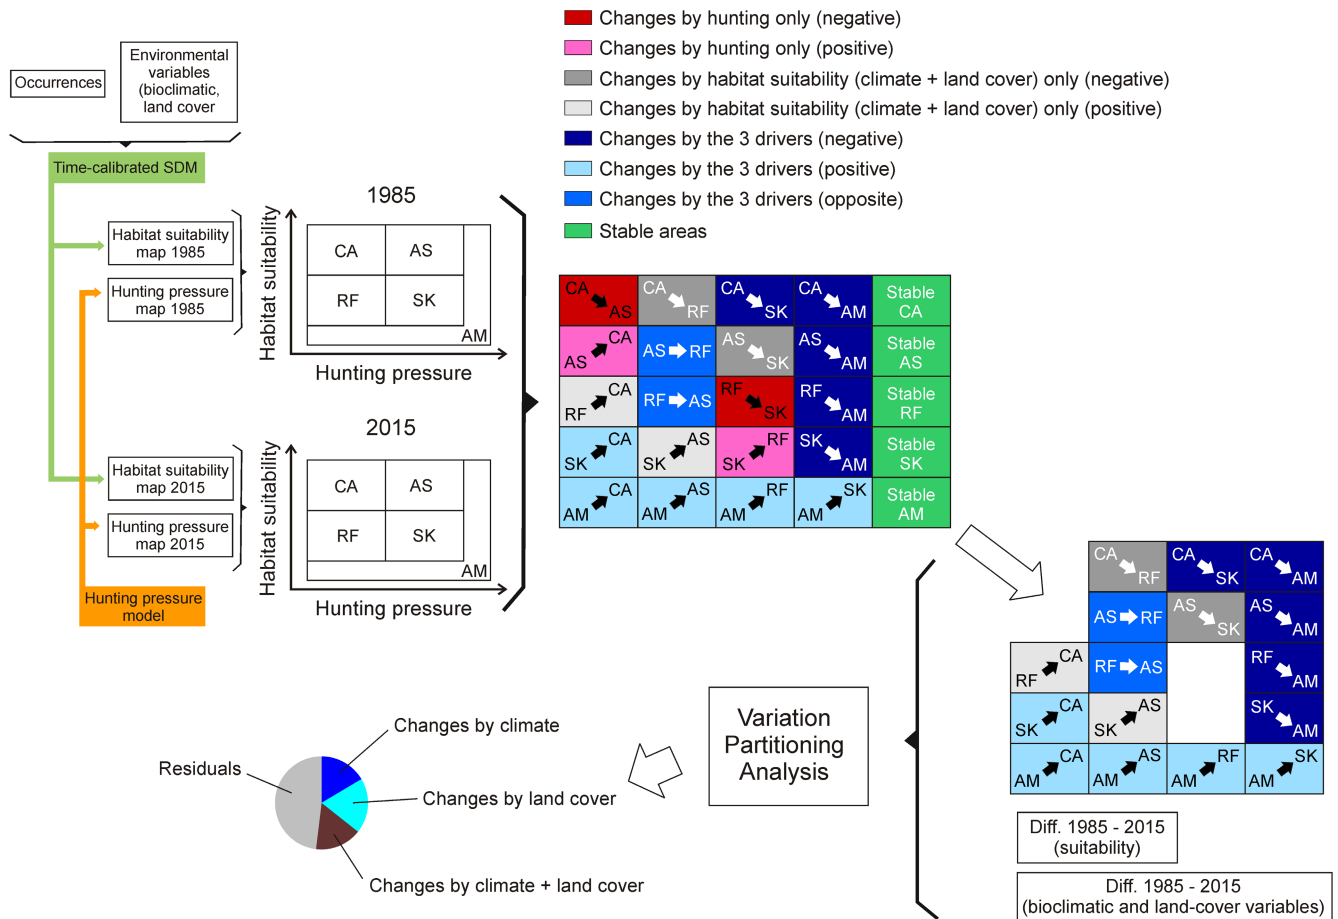 Changes by hunting only (negative)
Changes by hunting only (positive)
Changes by habitat suitability (climate + land cover) only (negative)
Changes by habitat suitability (climate + land cover) only (positive)
Changes by the 3 drivers (negative)
Changes by the 3 drivers (positive)
Changes by the 3 drivers (opposite)
Stable areas
Occurrences
Environmental
variables
(bioclimatic,
land cover
Time-calibrated SDM
Habitat suitability
map 1985
Hunting pressure
map 1985
Habitat suitability
map 2015
Hunting pressure
map 2015
Hunting pressure
model
1985
Habitat suitability
CA AS
RF SK
AM
Hunting pressure
2015
Habitat suitability
CA AS
RF SK
AM
Hunting pressure
CA AS
CA RF
CA SK
CA AM
Stable
CA
AS CA
AS RF
AS SK
AS AM
Stable
AS
RF CA
RF AS
RF SK
RF AM
Stable
RF
SK CA
SK AS
SK RF
SK AM
Stable
SK
AM CA
AM AS
AM RF
AM SK
Stable
AM
CA RF
CA SK
CA AM
AS RF
AS SK
AS AM
RF CA
RF AS
RF AM
SK CA
SK AS
SK AM
AM CA
AM AS
AM RF
AM SK
Diff. 1985 - 2015
(suitability)
Diff. 1985 - 2015
(bioclimatic and land-cover variables)
Variation
Partitioning
Analysis
Changes by climate
Residuals
Changes by land cover
Changes by climate + land cover